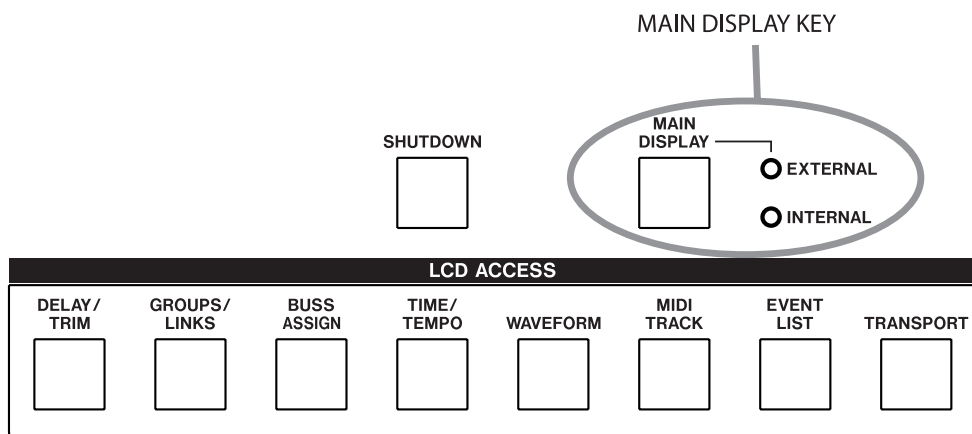 MAIN DISPLAY KEY
SHUTDOWN
MAIN
DISPLAY
EXTERNAL
INTERNAL
LCD ACCESS
DELAY/
TRIM
GROUPS/
LINKS
BUSS
ASSIGN
TIME/
TEMPO
WAVEFORM
MIDI
TRACK
EVENT
LIST
TRANSPORT